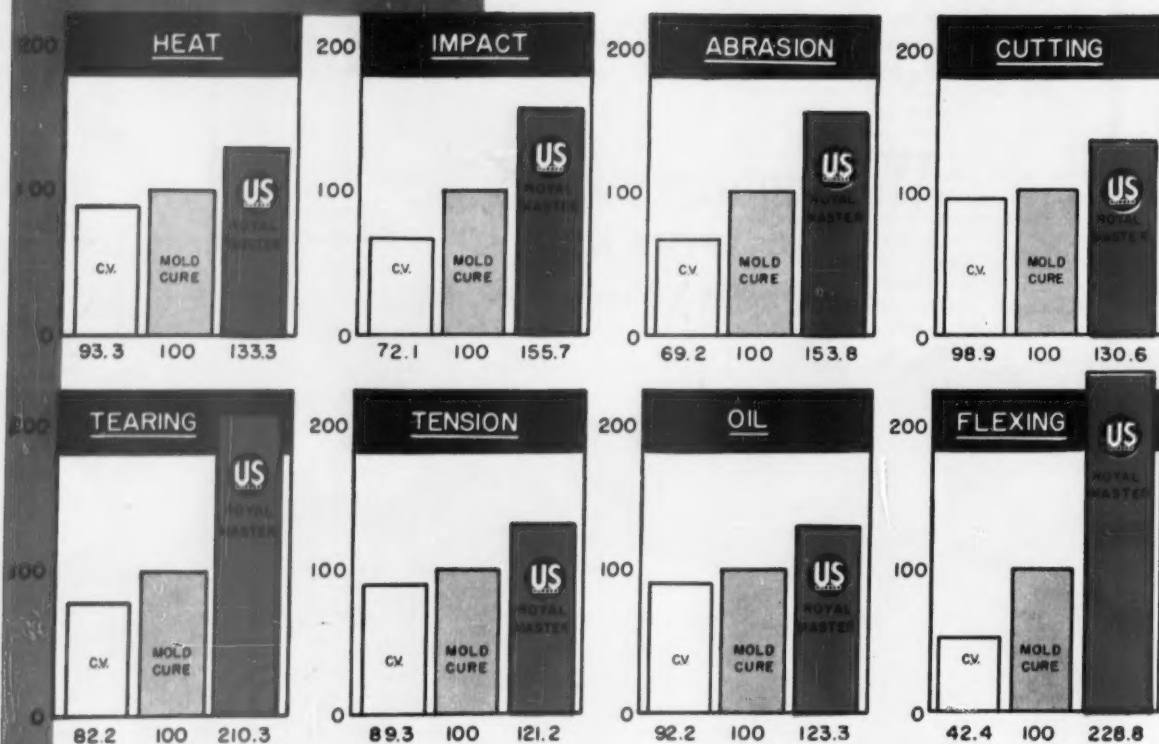 HEAT
200
100
0
C.V.
MOLD
CURE
US
ROYAL
MASTER
93.3 100 133.3
IMPACT
200
100
0
C.V.
MOLD
CURE
US
ROYAL
MASTER
72.1 100 155.7
ABRASION
200
100
0
C.V.
MOLD
CURE
US
ROYAL
MASTER
69.2 100 153.8
CUTTING
200
100
0
C.V.
MOLD
CURE
US
ROYAL
MASTER
98.9 100 130.6
TEARING
200
100
0
C.V.
MOLD
CURE
US
ROYAL
MASTER
82.2 100 210.3
TENSION
200
100
0
C.V.
MOLD
CURE
US
ROYAL
MASTER
89.3 100 121.2
OIL
200
100
0
C.V.
MOLD
CURE
US
ROYAL
MASTER
92.2 100 123.3
FLEXING
200
100
0
C.V.
MOLD
CURE
US
ROYAL
MASTER
42.4 100 228.8